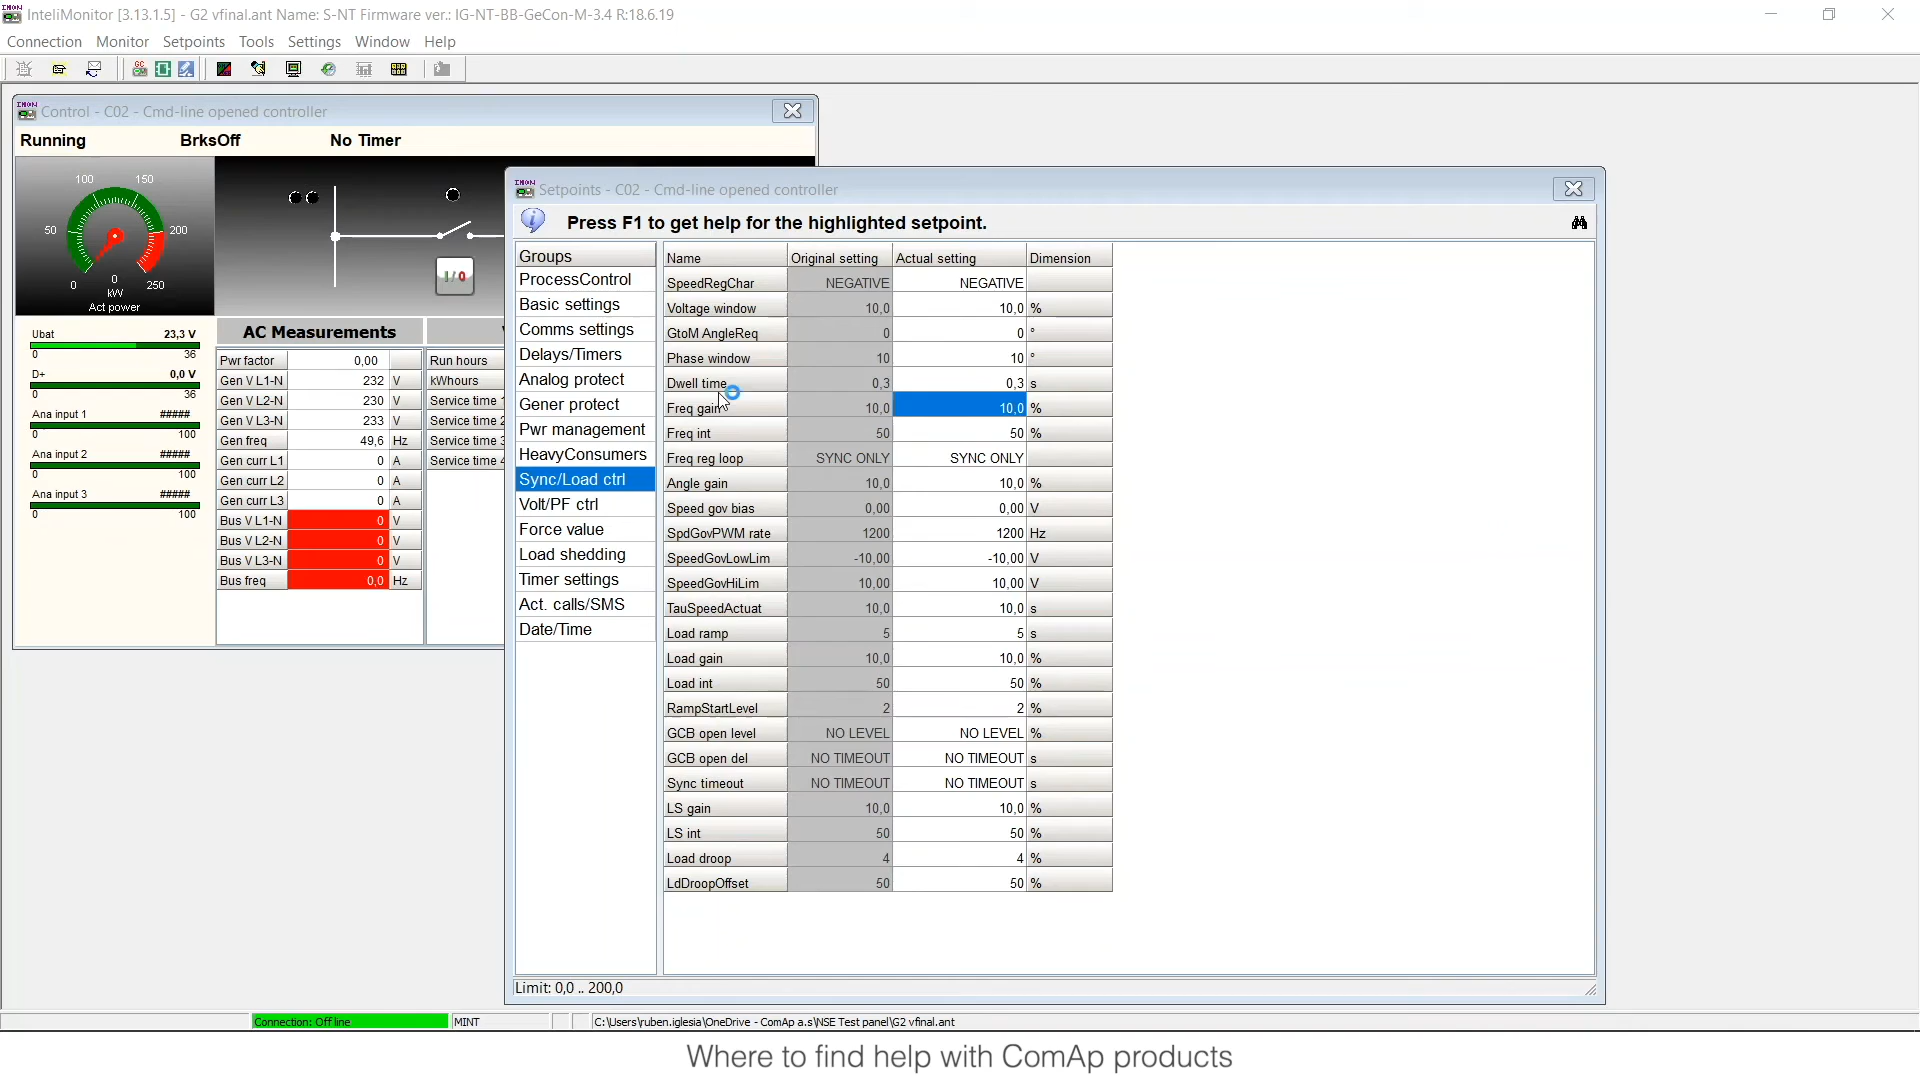 InteliMonitor [3.13.1.5] - G2 vfinal.ant Name: S-NT Firmware ver.: IG-NT-BB-GeCon-M-3.4 R:18.6.19
Connection Monitor Setpoints Tools Settings Window Help
Control - C02 - Cmd-line opened controller
Running BrksOff No Timer
100 150
50 200
0 0 250
kW
Act power
I/O
Ubat 23,3 V
0 36
D+ 0,0 V
0 36
Ana input 1 #####
0 100
Ana input 2 #####
0 100
Ana input 3 #####
0 100
AC Measurements
Pwr factor 0,00
Gen V L1-N 232 V
Gen V L2-N 230 V
Gen V L3-N 233 V
Gen freq 49,6 Hz
Gen curr L1 0 A
Gen curr L2 0 A
Gen curr L3 0 A
Bus V L1-N 0 V
Bus V L2-N 0 V
Bus V L3-N 0 V
Bus freq 0,0 Hz
Run hours
kWhours
Service time 1
Service time 2
Service time 3
Service time 4
Setpoints - C02 - Cmd-line opened controller
Press F1 to get help for the highlighted setpoint.
Groups
ProcessControl
Basic settings
Comms settings
Delays/Timers
Analog protect
Gener protect
Pwr management
HeavyConsumers
Sync/Load ctrl
Volt/PF ctrl
Force value
Load shedding
Timer settings
Act. calls/SMS
Date/Time
Name Original setting Actual setting Dimension
SpeedRegChar NEGATIVE NEGATIVE
Voltage window 10,0 10,0 %
GtoM AngleReq 0 0 °
Phase window 10 10 °
Dwell time 0,3 0,3 s
Freq gain 10,0 10,0 %
Freq int 50 50 %
Freq reg loop SYNC ONLY SYNC ONLY
Angle gain 10,0 10,0 %
Speed gov bias 0,00 0,00 V
SpdGovPWM rate 1200 1200 Hz
SpeedGovLowLim -10,00 -10,00 V
SpeedGovHiLim 10,00 10,00 V
TauSpeedActuat 10,0 10,0 s
Load ramp 5 5 s
Load gain 10,0 10,0 %
Load int 50 50 %
RampStartLevel 2 2 %
GCB open level NO LEVEL NO LEVEL %
GCB open del NO TIMEOUT NO TIMEOUT s
Sync timeout NO TIMEOUT NO TIMEOUT s
LS gain 10,0 10,0 %
LS int 50 50 %
Load droop 4 4 %
LdDroopOffset 50 50 %
Limit: 0,0 .. 200,0
Connection: Off line MINT C:\Users\ruben.iglesia\OneDrive - ComAp a.s\NSE Test panel\G2 vfinal.ant
Where to find help with ComAp products